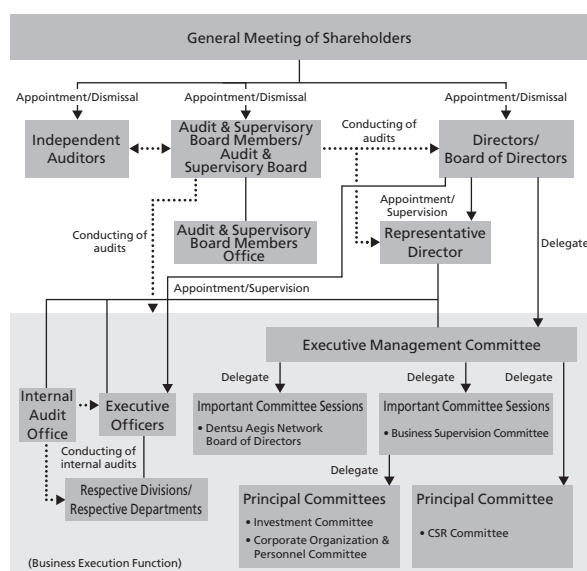 General Meeting of Shareholders
Appointment/Dismissal
Appointment/Dismissal
Appointment/Dismissal
Independent
Auditors
Audit & Supervisory
Board Members/
Audit &
Supervisory Board
Conducting of
audits
Directors/
Board of Directors
Conducting of
audits
Audit & Supervisory
Board Members
Office
Appointment/
Supervision
Representative
Director
Delegate
Appointment/Supervision
Executive Management Committee
Delegate
Delegate
Delegate
Internal
Audit
Office
Executive
Officers
Important Committee Sessions
• Dentsu Aegis Network
Board of Directors
Important Committee Sessions
• Business Supervision Committee
Conducting of
internal audits
Delegate
Respective Divisions/
Respective Departments
Principal Committees
• Investment Committee
• Corporate Organization &
Personnel Committee
Principal Committee
• CSR Committee
(Business Execution Function)